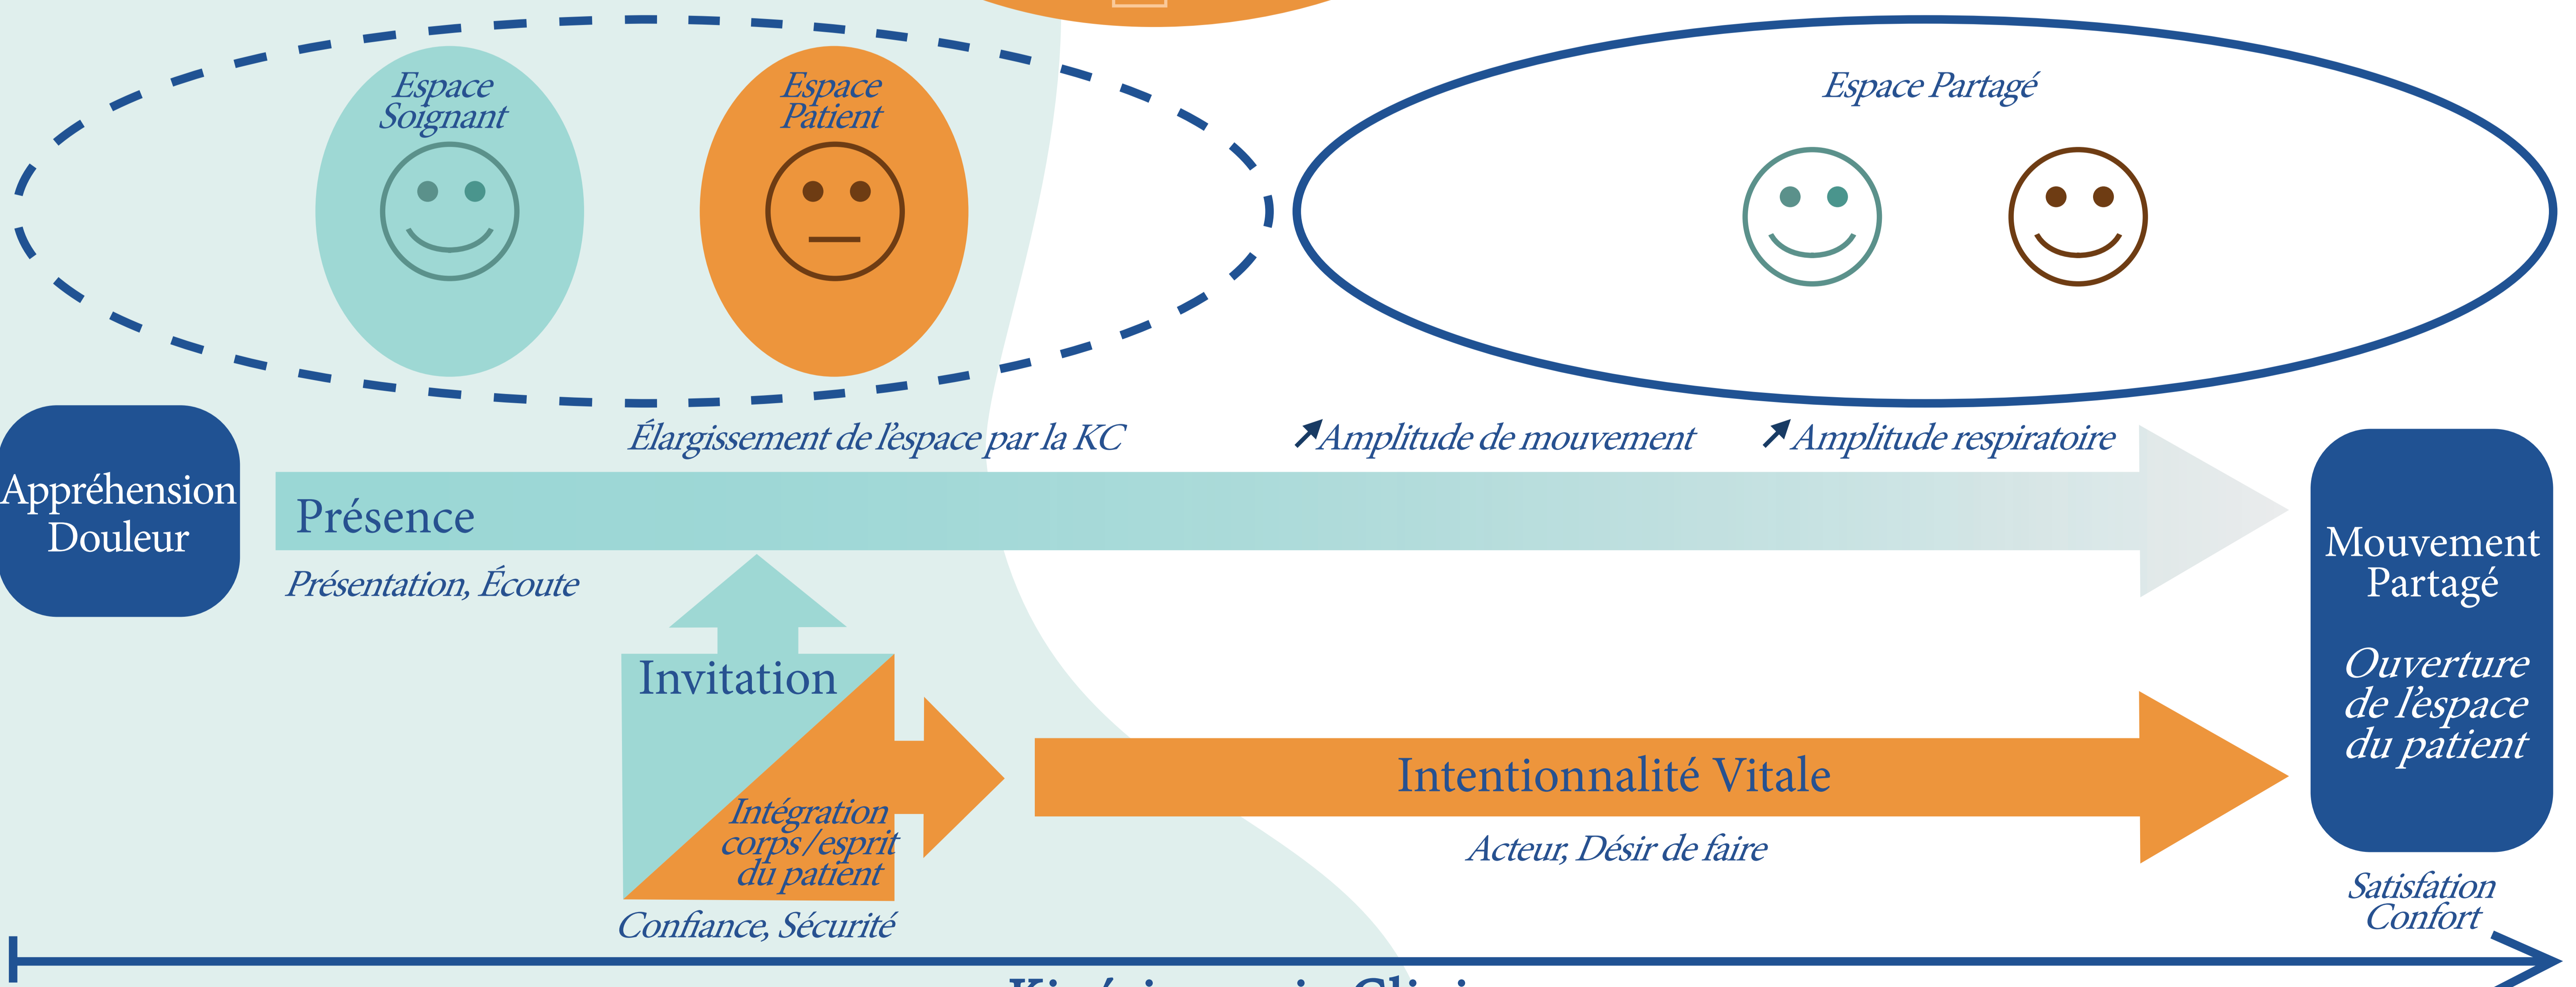 Espace
Soignant
Espace
Patient
Espace Partagé
Élargissement de l'espace par la KC
Amplitude de mouvement
Amplitude respiratoire
Appréhension
Douleur
Présence
Présentation, Écoute
Invitation
Intégration
corps/esprit
du patient
Confiance, Sécurité
Intentionnalité Vitale
Acteur, Désir de faire
Mouvement
Partagé
Ouverture
de l'espace
du patient
Satisfation
Confort